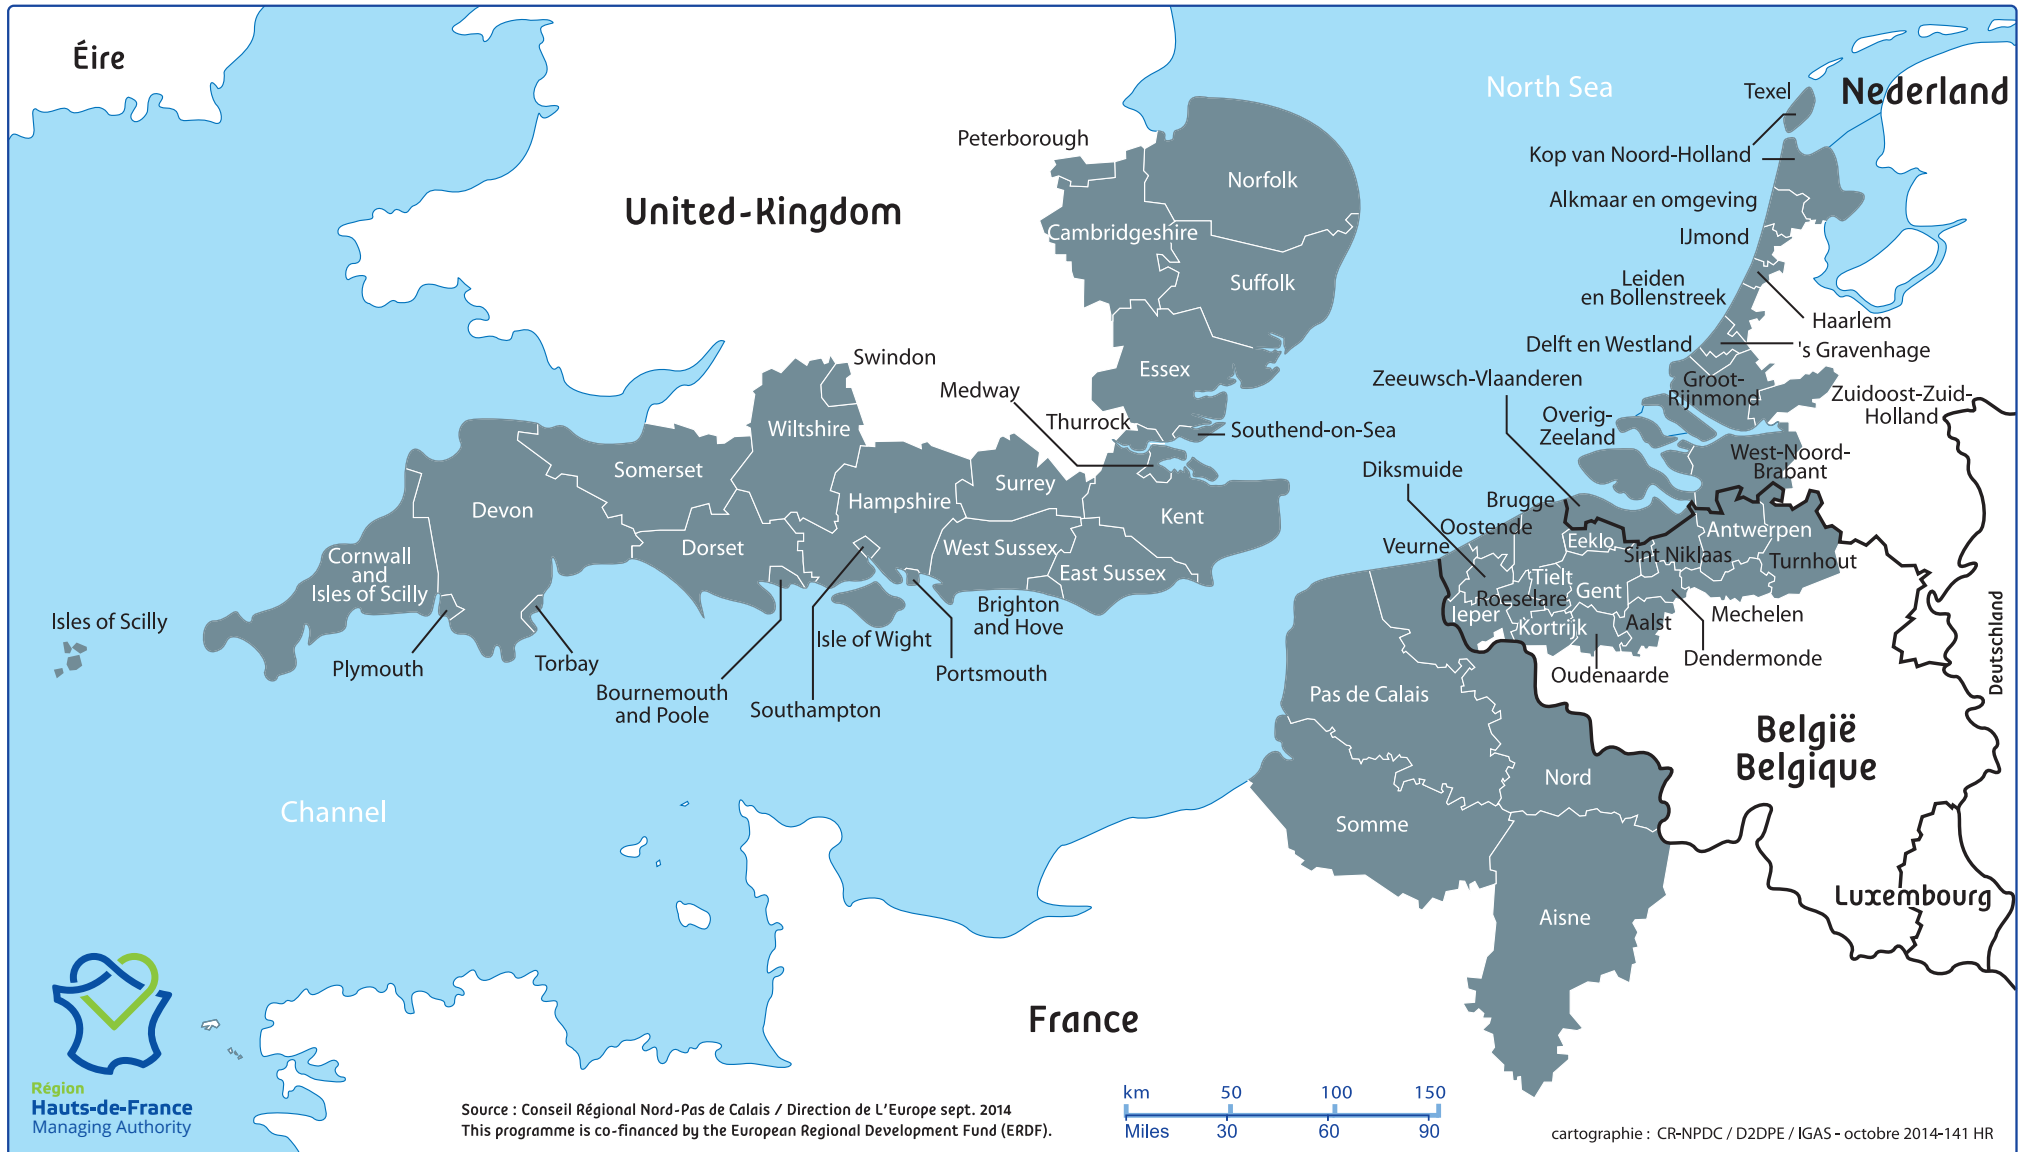 Éire
North Sea
Texel
Nederland
Peterborough
Kop van Noord-Holland
Norfolk
Alkmaar en omgeving
United-Kingdom
Cambridgeshire
IJmond
Suffolk
Leiden
en Bollenstreek
Haarlem
Delft en Westland
's Gravenhage
Swindon
Essex
Medway
Zeeuwsch-Vlaanderen
Groot-
Rijnmond
Zuidoost-Zuid-
Holland
Overig-
Zeeland
Thurrock
Southend-on-Sea
Wiltshire
West-Noord-
Brabant
Somerset
Diksmuide
Surrey
Brugge
Hampshire
Devon
Kent
Oostende
Antwerpen
Eeklo
Veurne
Sint Niklaas
Turnhout
Dorset
West Sussex
East Sussex
Cornwall
and
Isles of Scilly
Tielt
Gent
Roeselare
Ieper
Kortrijk
Aalst
Mechelen
Isles of Scilly
Brighton
and Hove
Isle of Wight
Deutschland
Plymouth
Torbay
Portsmouth
Dendermonde
Oudenaarde
Bournemouth
and Poole
Southampton
Pas de Calais
België
Belgique
Nord
Channel
Somme
Luxembourg
Aisne
France
Région
Hauts-de-France
Managing Authority
Source : Conseil Régional Nord-Pas de Calais / Direction de L'Europe sept. 2014
This programme is co-financed by the European Regional Development Fund (ERDF).
km 50 100 150
Miles 30 60 90
cartographie : CR-NPDC / D2DPE / IGAS - octobre 2014-141 HR